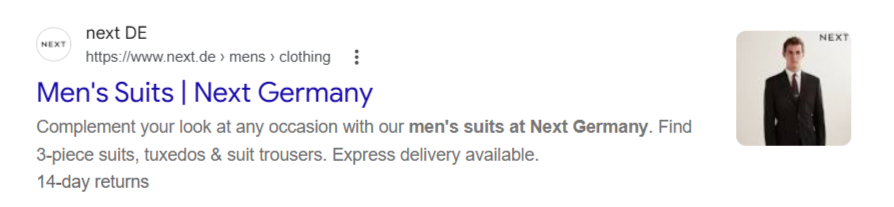 NEXT
next DE
https://www.next.de › mens › clothing
Men's Suits | Next Germany
Complement your look at any occasion with our men's suits at Next Germany. Find
3-piece suits, tuxedos & suit trousers. Express delivery available.
14-day returns
NEXT